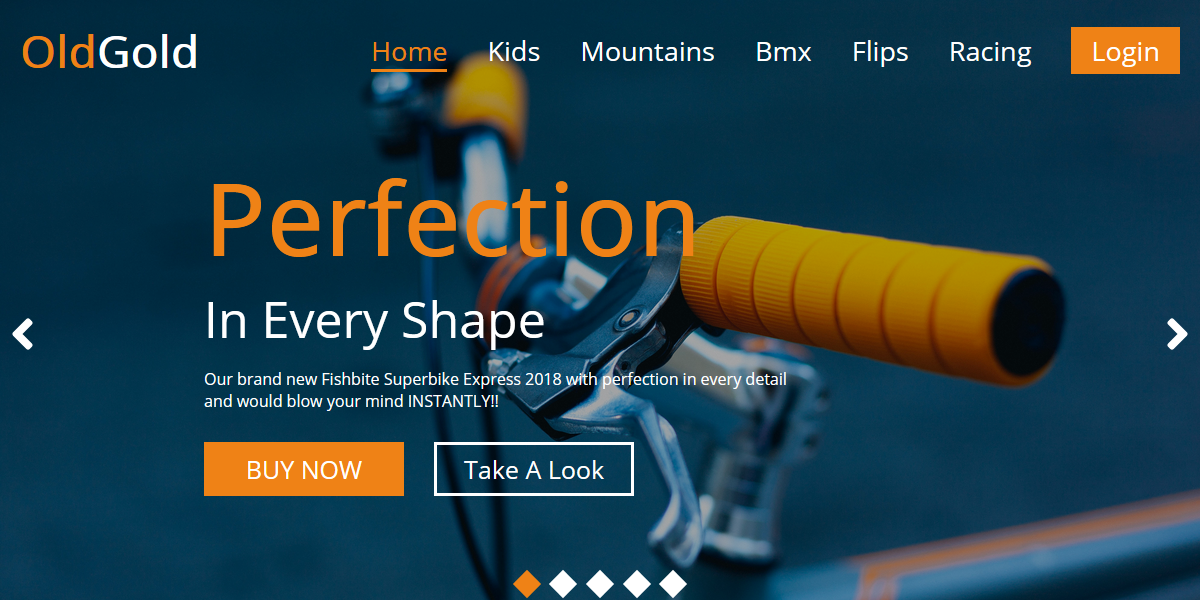 OldGold
Home Kids Mountains Bmx Flips Racing Login
Perfection
In Every Shape
Our brand new Fishbite Superbike Express 2018 with perfection in every detail
and would blow your mind INSTANTLY!!
BUY NOW
Take A Look